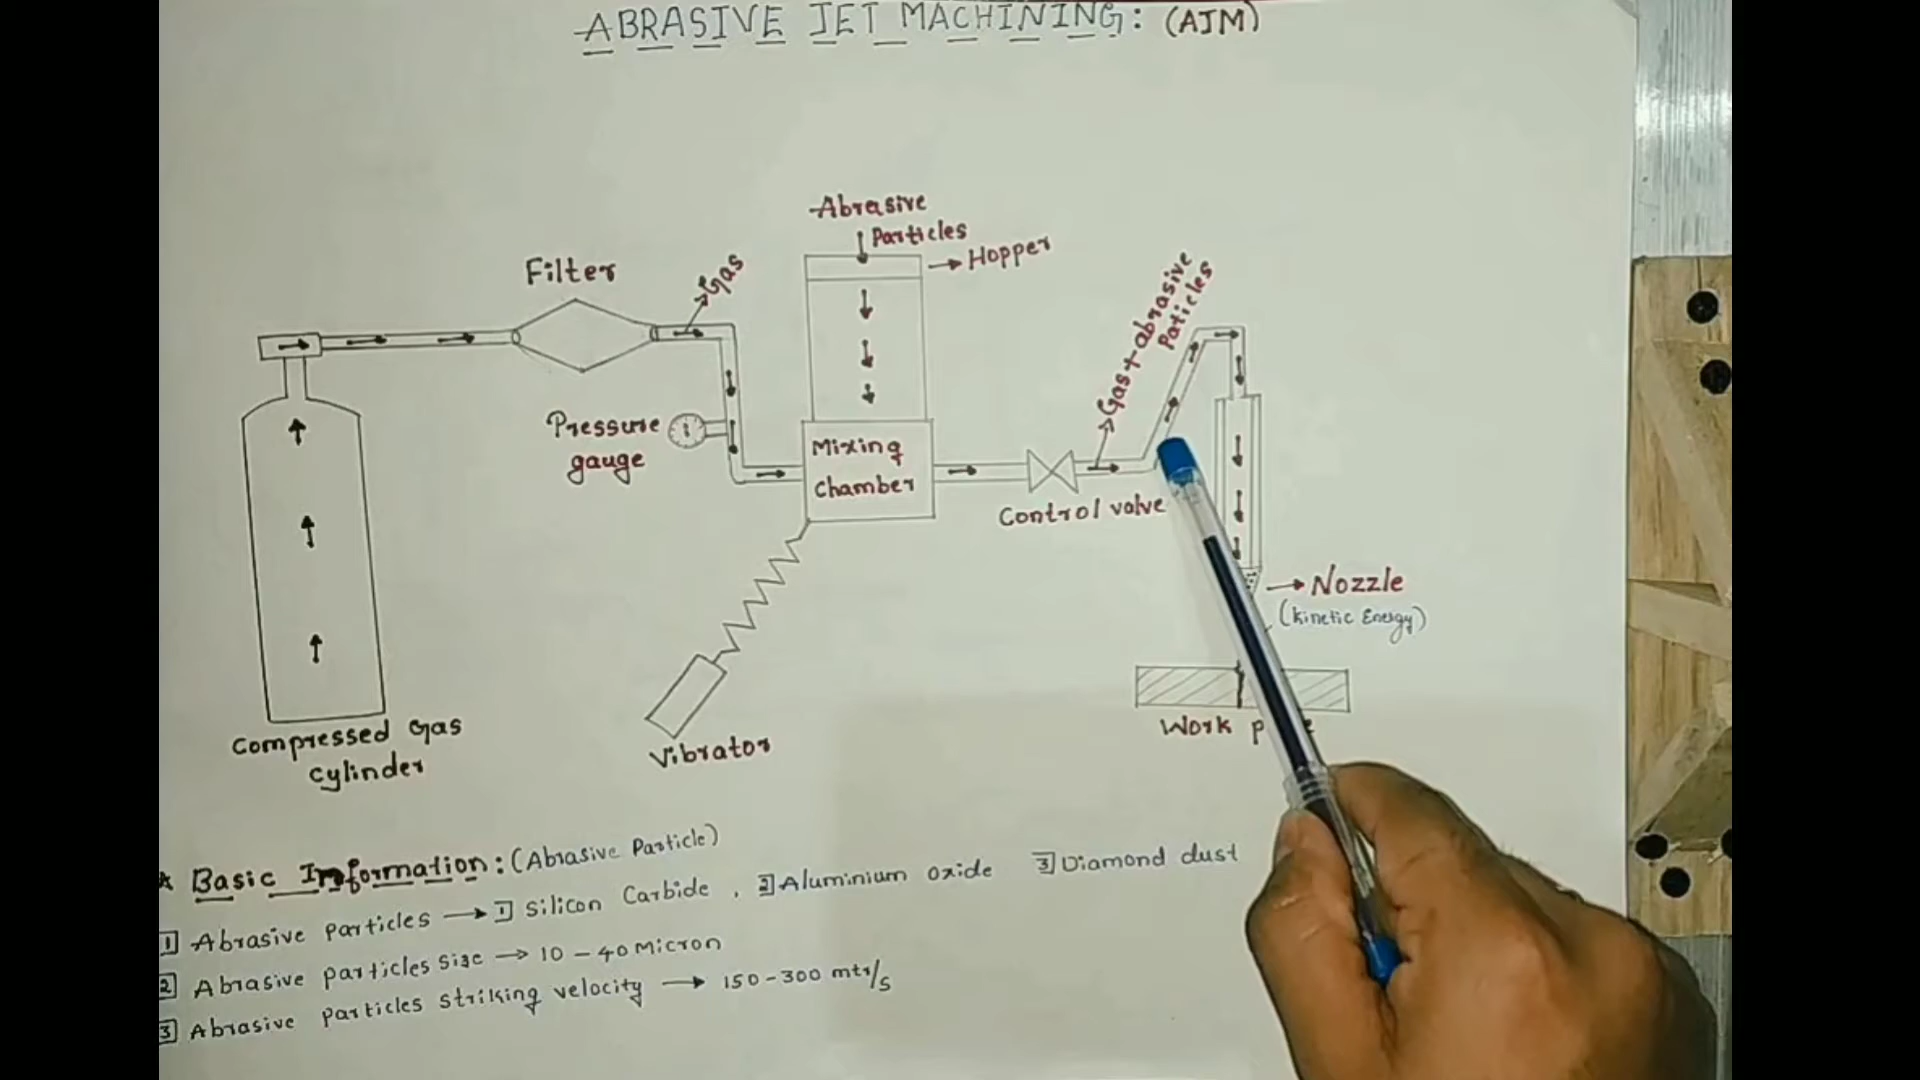 ABRASIVE JET MACHINING: (AJM)
Abrasive
Particles
Hopper
Filter
Gas
Gas+abrasive
Paticles
Pressure
gauge
Mixing
Chamber
Control valve
Nozzle
(Kinetic Energy)
Work
Compressed Gas
Cylinder
Vibrator
Basic Information: (Abrasive Particle)
1 Abrasive particles → 1 Silicon Carbide , 2 Aluminium oxide 3 Diamond dust
2 Abrasive particles size → 10 - 40 Micron
3 Abrasive particles striking velocity → 150-300 mtr/s